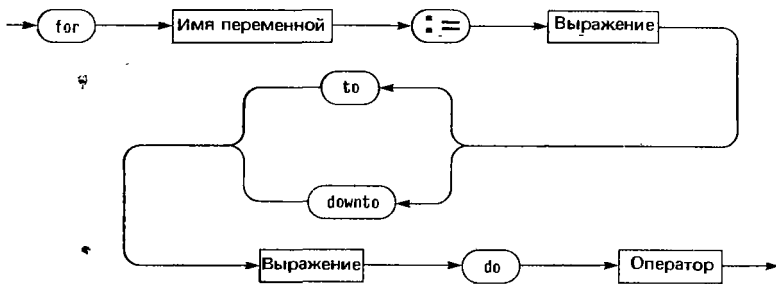 for Имя переменной := Выражение
to
downto
Выражение do Оператор